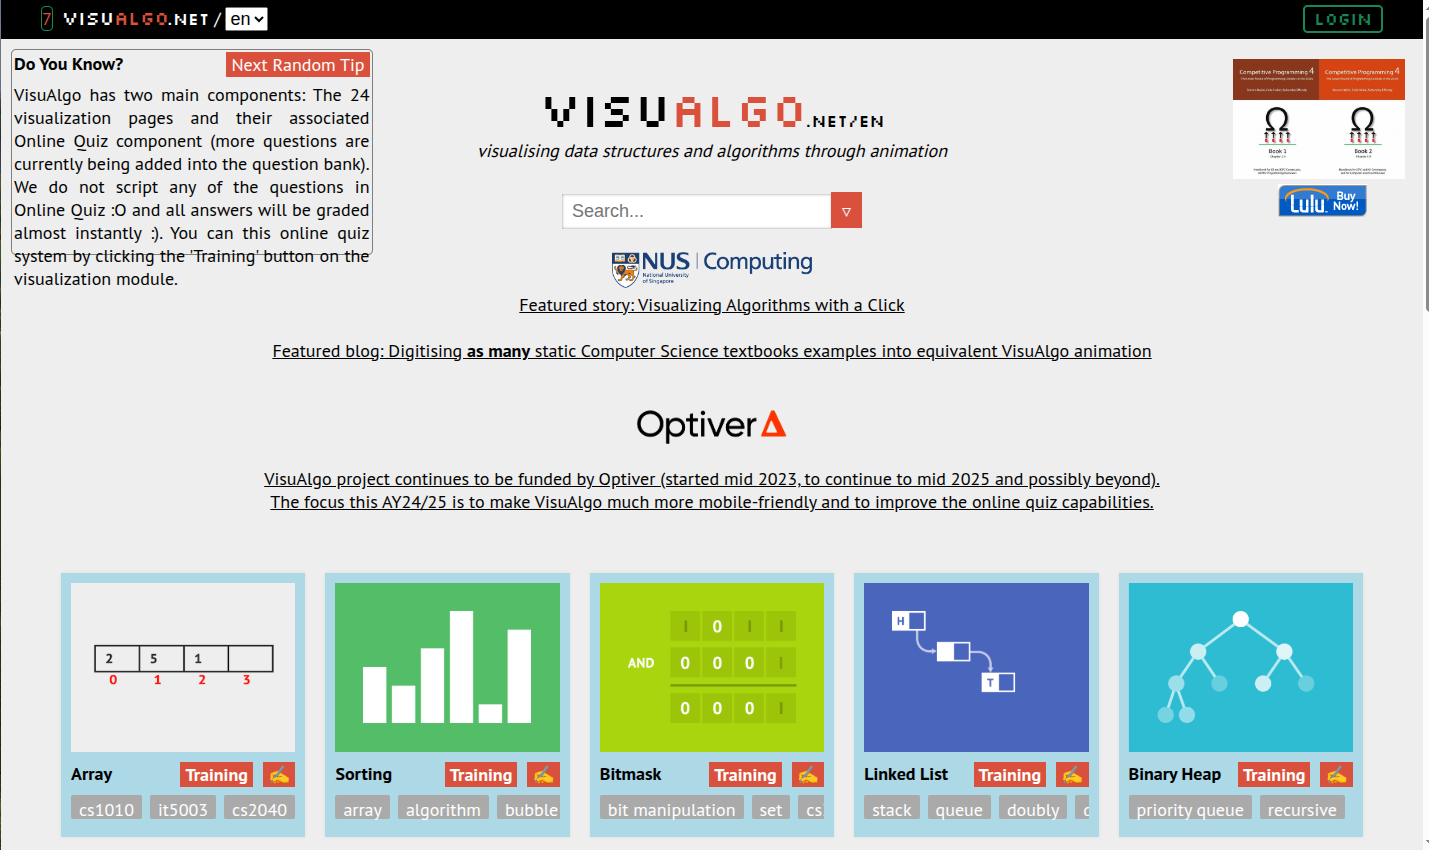 7 VISUALGO.NET / en
LOGIN
Do You Know? Next Random Tip
VisuAlgo has two main components: The 24
visualization pages and their associated
Online Quiz component (more questions are
currently being added into the question bank).
We do not script any of the questions in
Online Quiz :O and all answers will be graded
almost instantly :). You can this online quiz
system by clicking the 'Training' button on the
visualization module.
VISUALGO.NET/EN
visualising data structures and algorithms through animation
Search... ▿
Competitive Programming 4 Competitive Programming 4
Book 1 Book 2
Lulu Buy Now!
NUS Computing
National University
of Singapore
Featured story: Visualizing Algorithms with a Click
Featured blog: Digitising as many static Computer Science textbooks examples into equivalent VisuAlgo animation
Optiver
VisuAlgo project continues to be funded by Optiver (started mid 2023, to continue to mid 2025 and possibly beyond).
The focus this AY24/25 is to make VisuAlgo much more mobile-friendly and to improve the online quiz capabilities.
2 5 1
0 1 2 3
Array Training
cs1010 it5003 cs2040
Sorting Training
array algorithm bubble
1 0 1 1
AND 0 0 0 1
0 0 0 1
Bitmask Training
bit manipulation set cs
H
T
Linked List Training
stack queue doubly
Binary Heap Training
priority queue recursive